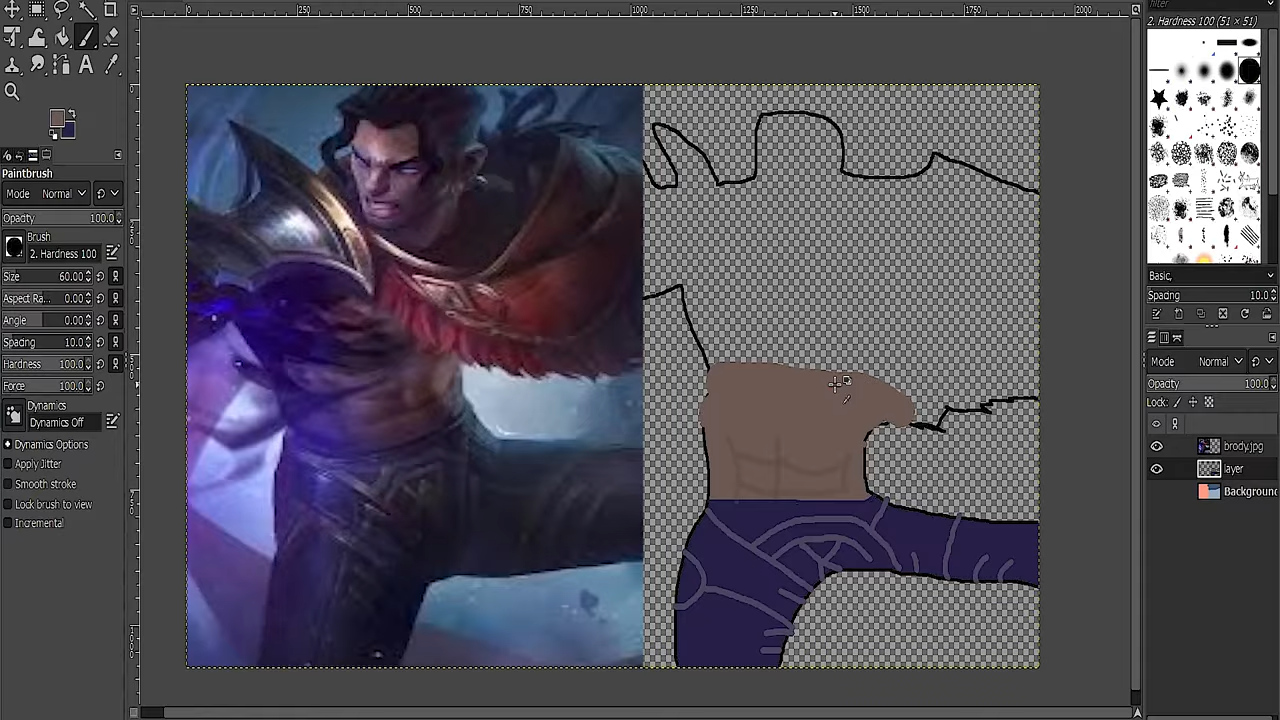 filter
2. Hardness 100 (51 × 51)
0
250
500
750
1000
1250
1500
1750
2000
Paintbrush
Mode Normal
Opacity 100.0
Brush
2. Hardness 100
Size 60.00
Aspect Ra... 0.00
Angle 0.00
Spacing 10.0
Hardness 100.0
Force 100.0
Dynamics
Dynamics Off
Dynamics Options
Apply Jitter
Smooth stroke
Lock brush to view
Incremental
Basic,
Spacing 10.0
Mode Normal
Opacity 100.0
Lock:
brody.jpg
layer
Background